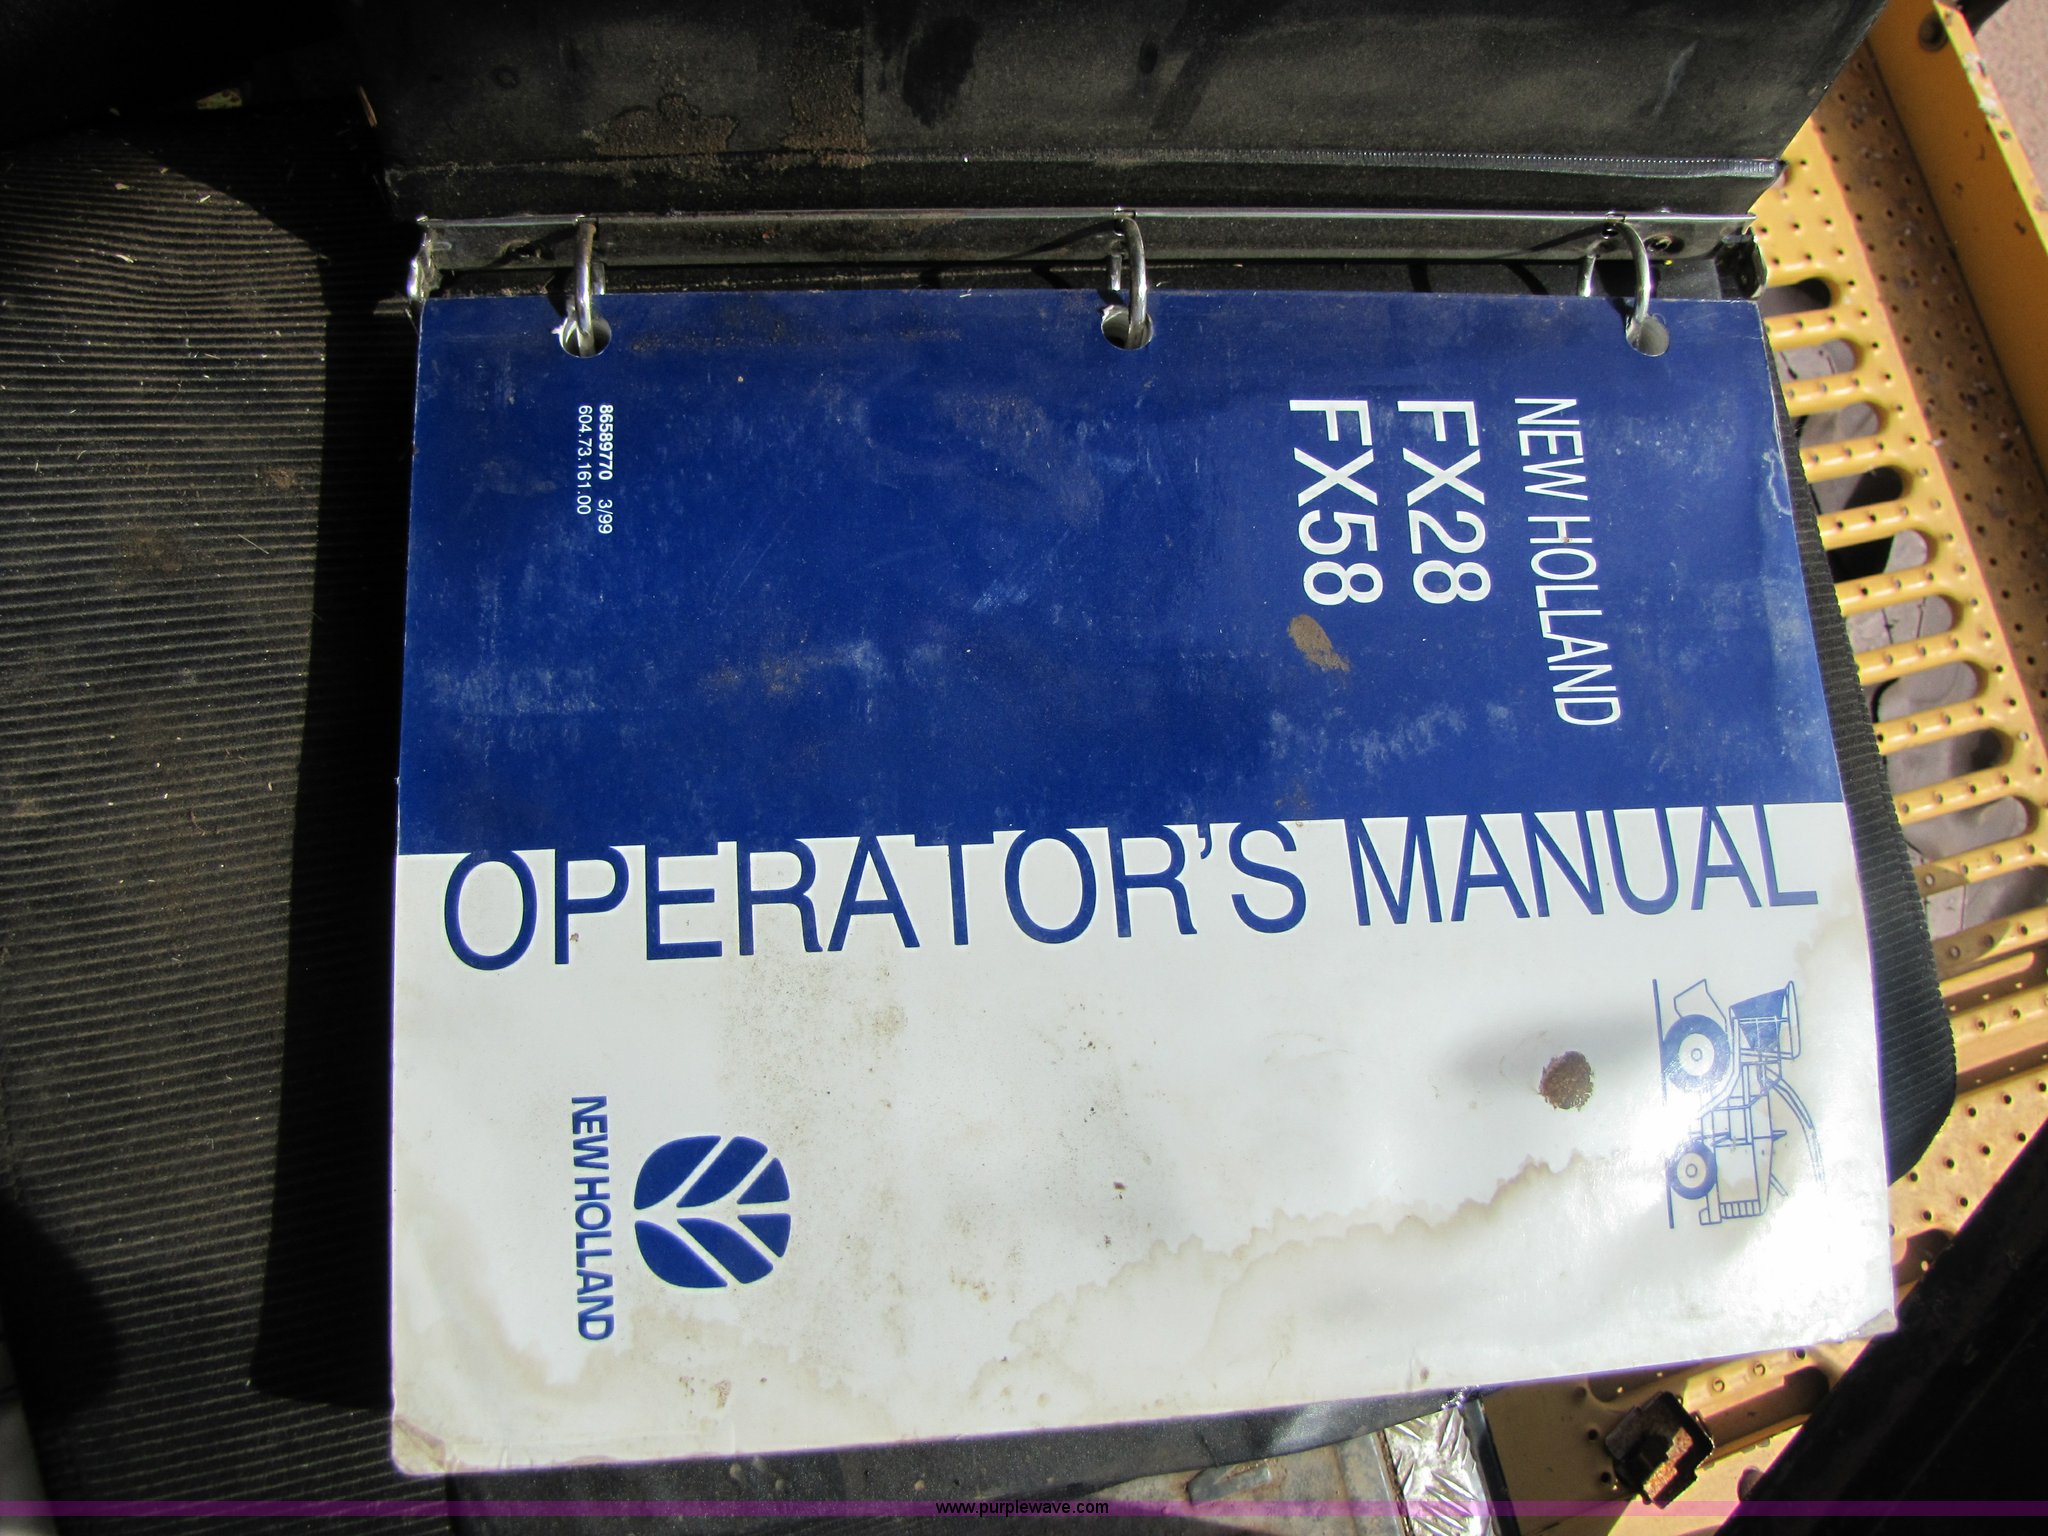 NEW HOLLAND
FX28
FX58
86589770 3/99
604.73.161.00
OPERATOR'S MANUAL
NEW HOLLAND
www.purplewave.com